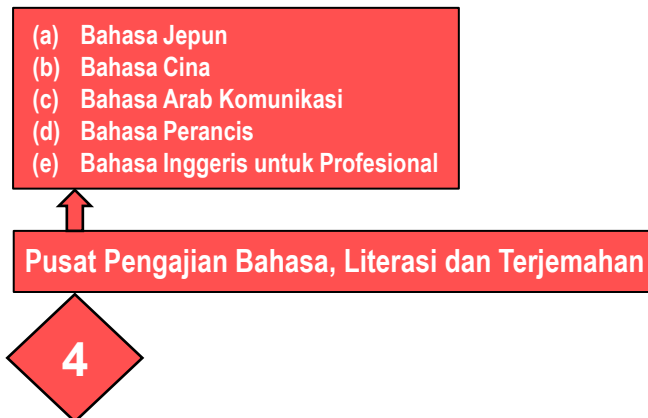 (a) Bahasa Jepun
(b) Bahasa Cina
(c) Bahasa Arab Komunikasi
(d) Bahasa Perancis
(e) Bahasa Inggeris untuk Profesional
Pusat Pengajian Bahasa, Literasi dan Terjemahan
4